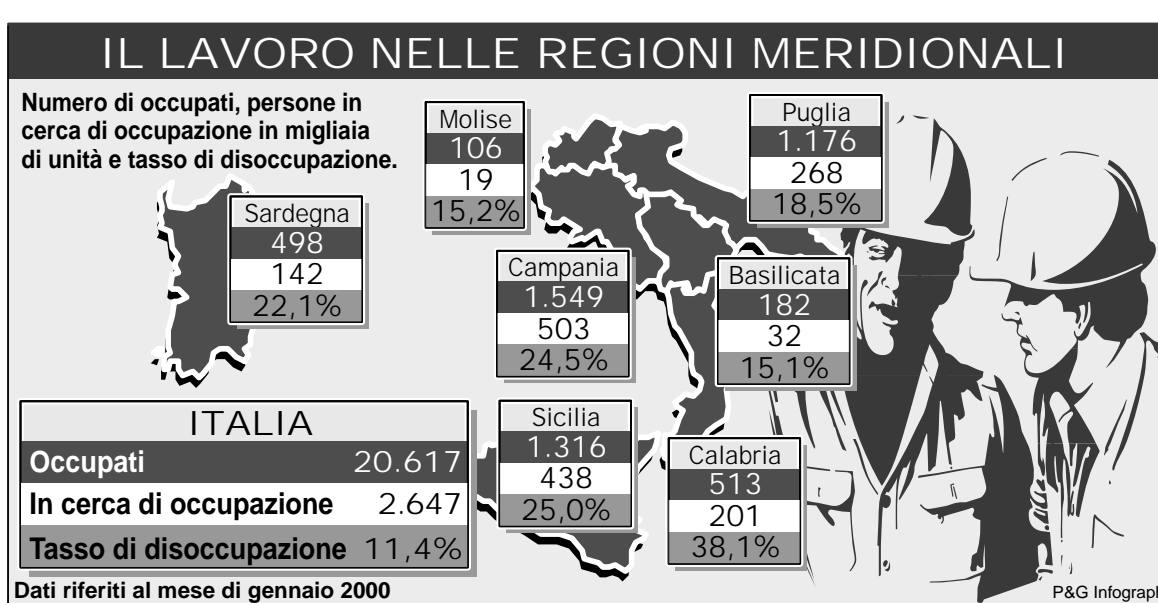 IL LAVORO NELLE REGIONI MERIDIONALI
Numero di occupati, persone in
cerca di occupazione in migliaia
di unità e tasso di disoccupazione.
Molise
106
19
15,2%
Puglia
1.176
268
18,5%
Sardegna
498
142
22,1%
Campania
1.549
503
24,5%
Basilicata
182
32
15,1%
Sicilia
1.316
438
25,0%
Calabria
513
201
38,1%
ITALIA
Occupati 20.617
In cerca di occupazione 2.647
Tasso di disoccupazione 11,4%
Dati riferiti al mese di gennaio 2000
P&G Infograph